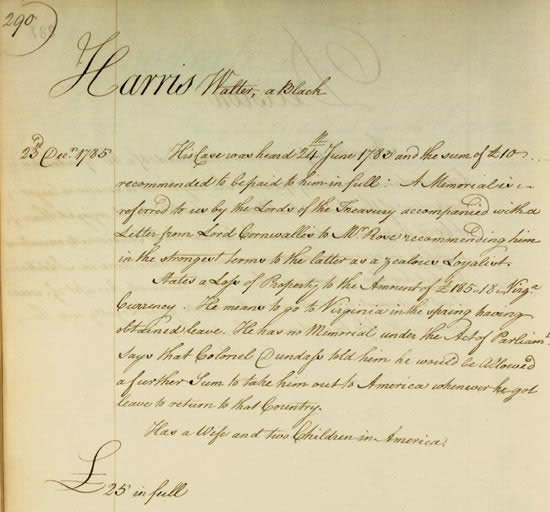 290
Harris Walter, a Black
23d Decr. 1785
His Case was heard 24th June 1783 and the sum of £10
recommended to be paid to him in full: A Memorial is
referred to us by the Lords of the Treasury accompanied with a
Letter from Lord Cornwallis to Mr. Rose recommending him
in the strongest terms to the latter as a zealous Loyalist.
States a Loss of Property to the Amount of £185.18 Virga.
Currency. He means to go to Virginia in the spring having
obtained leave. He has no Memorial under the Act of Parliamt.
Says that Colonel Dundass told him he would be Allowed
a further Sum to take him out to America whenever he got
leave to return to that Country.
Has a Wife and two Children in America.
£25 in full